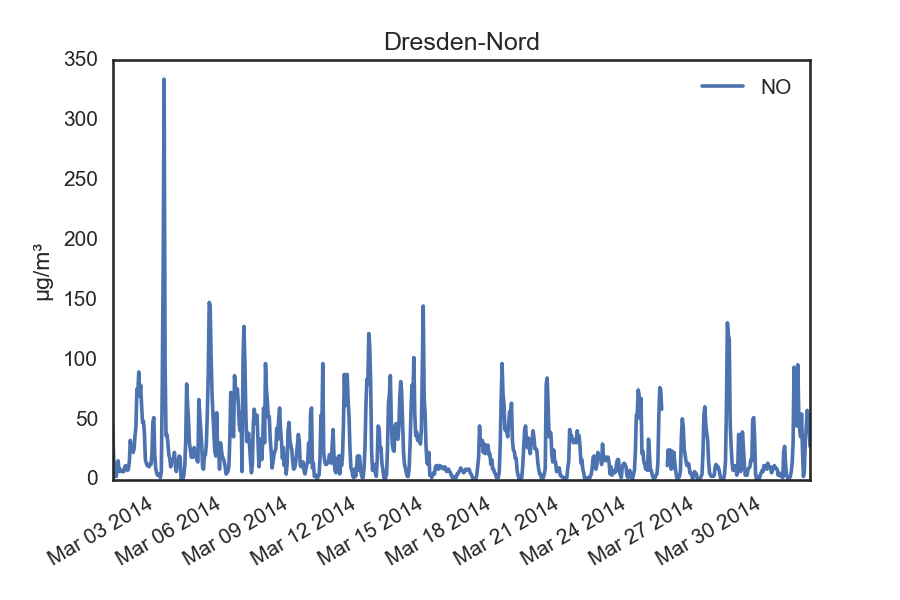 Dresden-Nord
NO
µg/m³
350
300
250
200
150
100
50
0
Mar 03 2014
Mar 06 2014
Mar 09 2014
Mar 12 2014
Mar 15 2014
Mar 18 2014
Mar 21 2014
Mar 24 2014
Mar 27 2014
Mar 30 2014